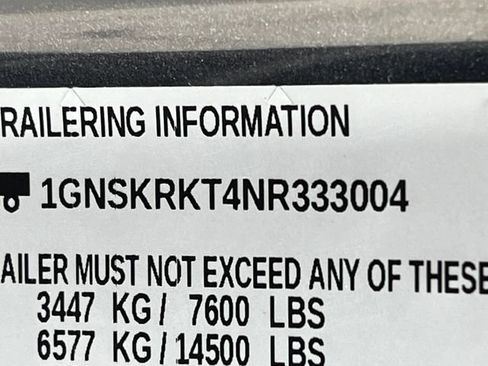 RAILERING INFORMATION
1GNSKRKT4NR333004
AILER MUST NOT EXCEED ANY OF THESE
3447 KG/ 7600 LBS
6577 KG/14500 LBS